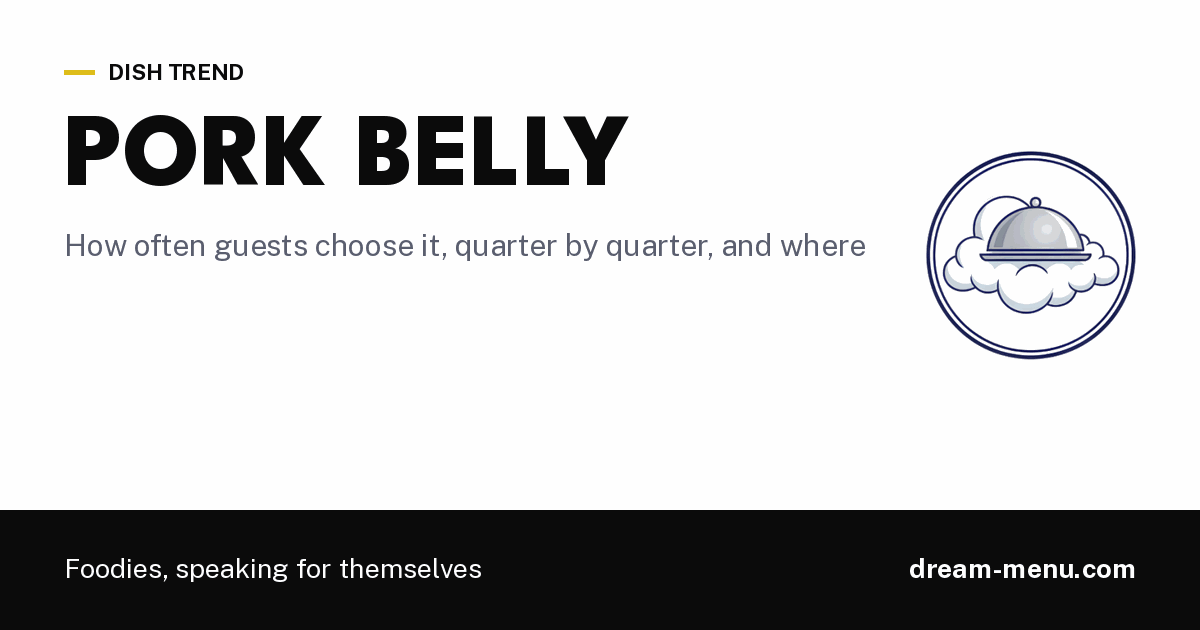 DISH TREND
PORK BELLY
How often guests choose it, quarter by quarter, and where
Foodies, speaking for themselves
dream-menu.com